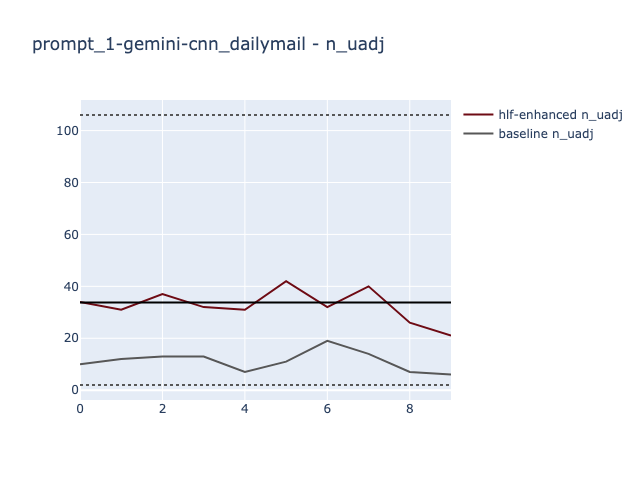 prompt_1-gemini-cnn_dailymail - n_uadj
hlf-enhanced n_uadj
baseline n_uadj
100
80
60
40
20
0
0 2 4 6 8